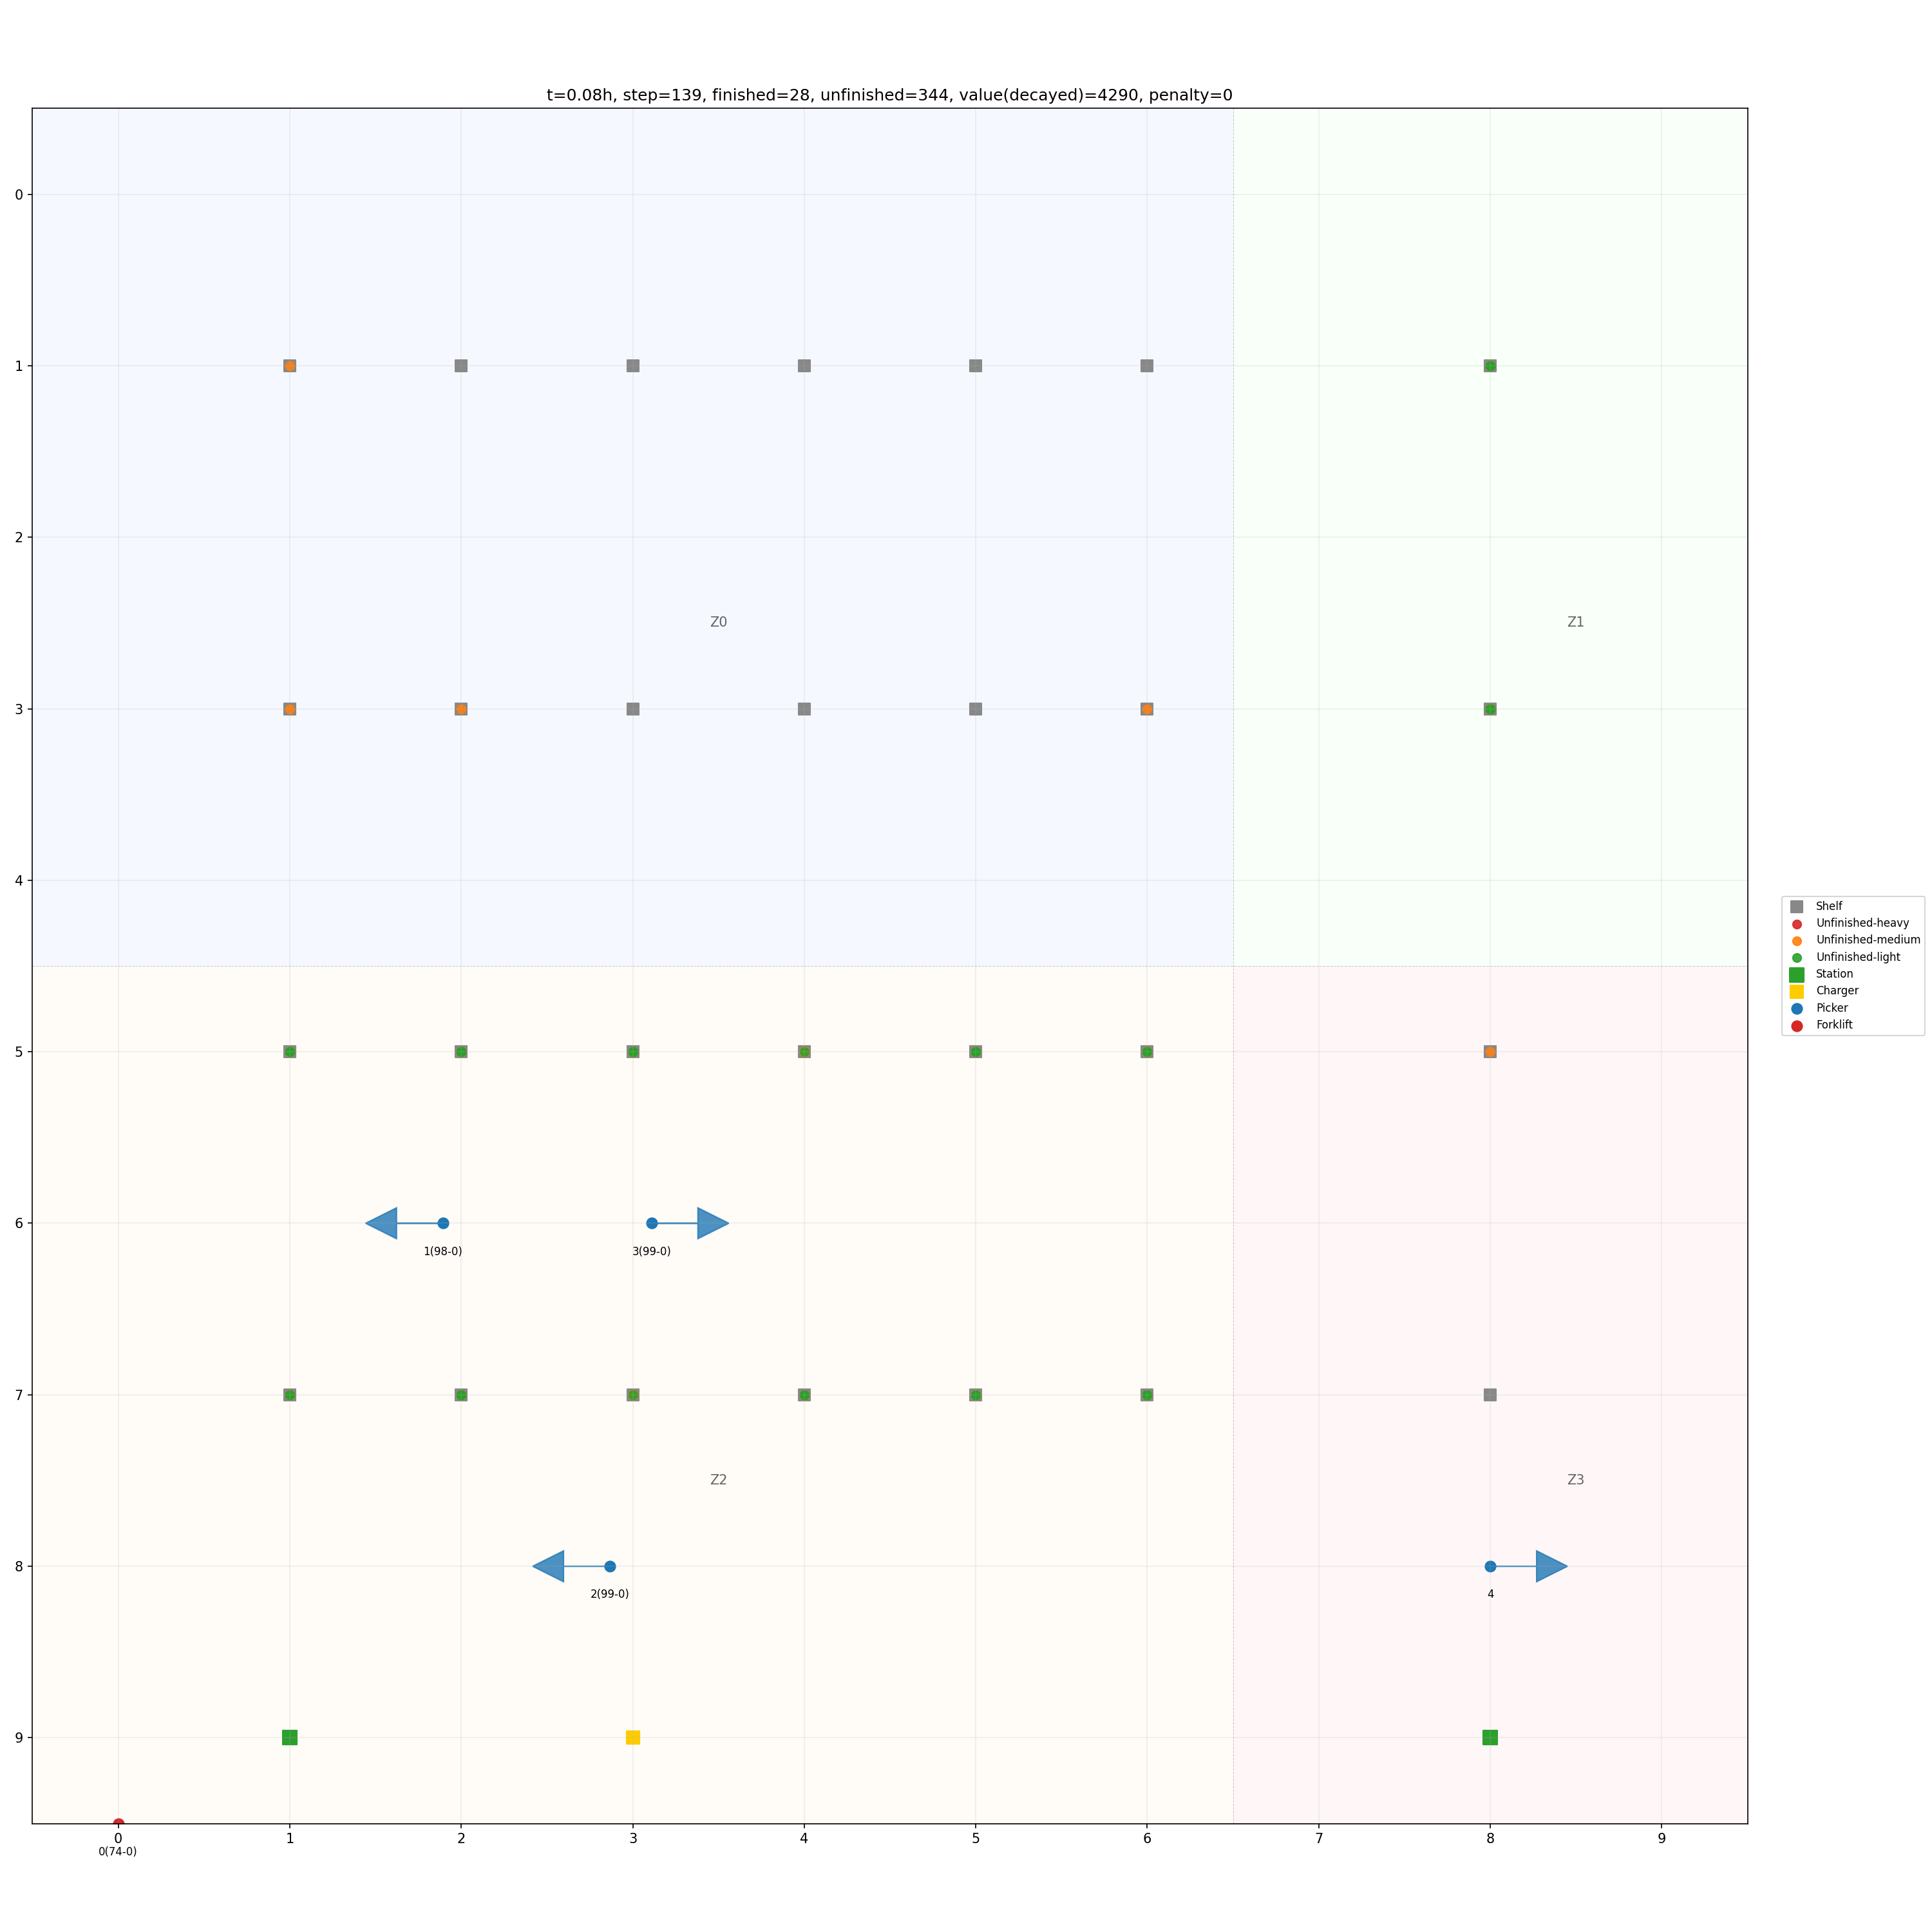 t=0.08h, step=139, finished=28, unfinished=344, value(decayed)=4290, penalty=0
0
1
2
Z0
Z1
3
4
Shelf
Unfinished-heavy
Unfinished-medium
Unfinished-light
Station
Charger
Picker
Forklift
5
6
1(98-0)
3(99-0)
7
Z2
Z3
8
2(99-0)
4
9
0 1 2 3 4 5 6 7 8 9
0(74-0)